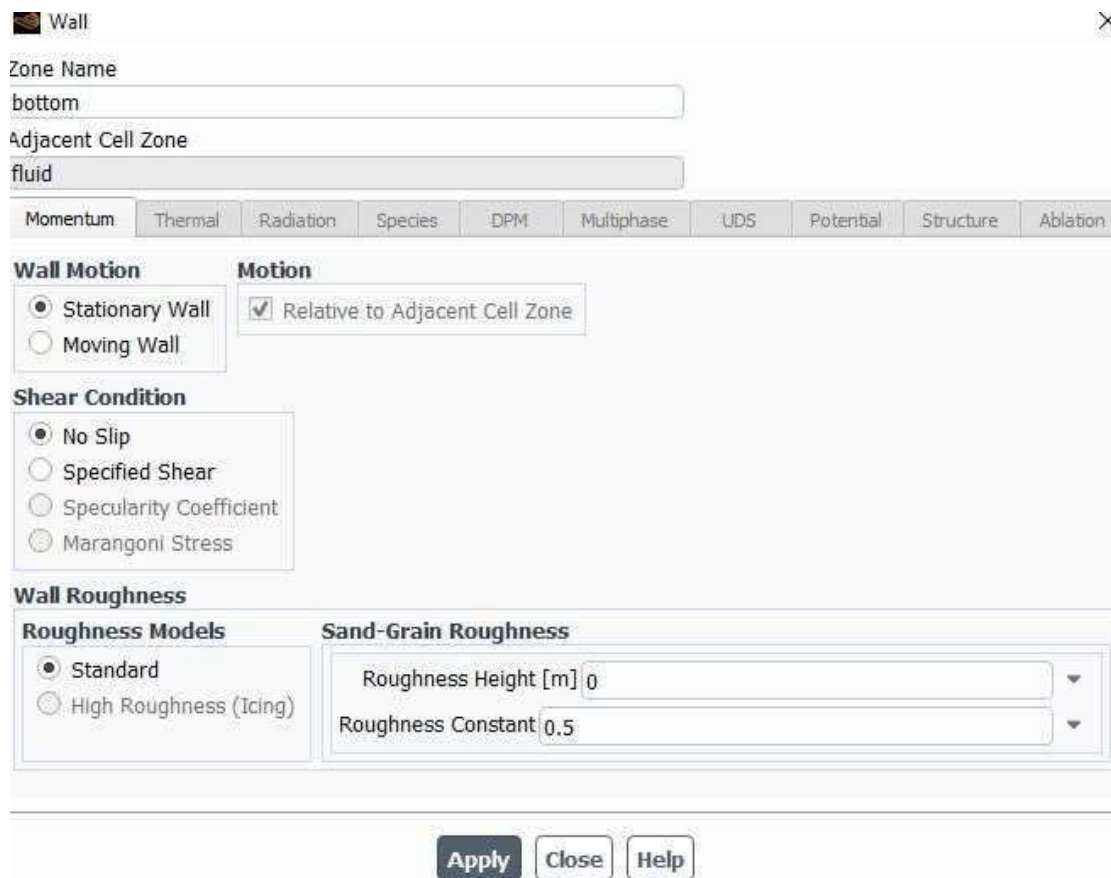 Wall
Zone Name
bottom
Adjacent Cell Zone
fluid
Momentum Thermal Radiation Species DPM Multiphase UDS Potential Structure Ablation
Wall Motion Motion
Stationary Wall Relative to Adjacent Cell Zone
Moving Wall
Shear Condition
No Slip
Specified Shear
Specularity Coefficient
Marangoni Stress
Wall Roughness
Roughness Models Sand-Grain Roughness
Standard Roughness Height [m] 0
High Roughness (Icing) Roughness Constant 0.5
Apply Close Help